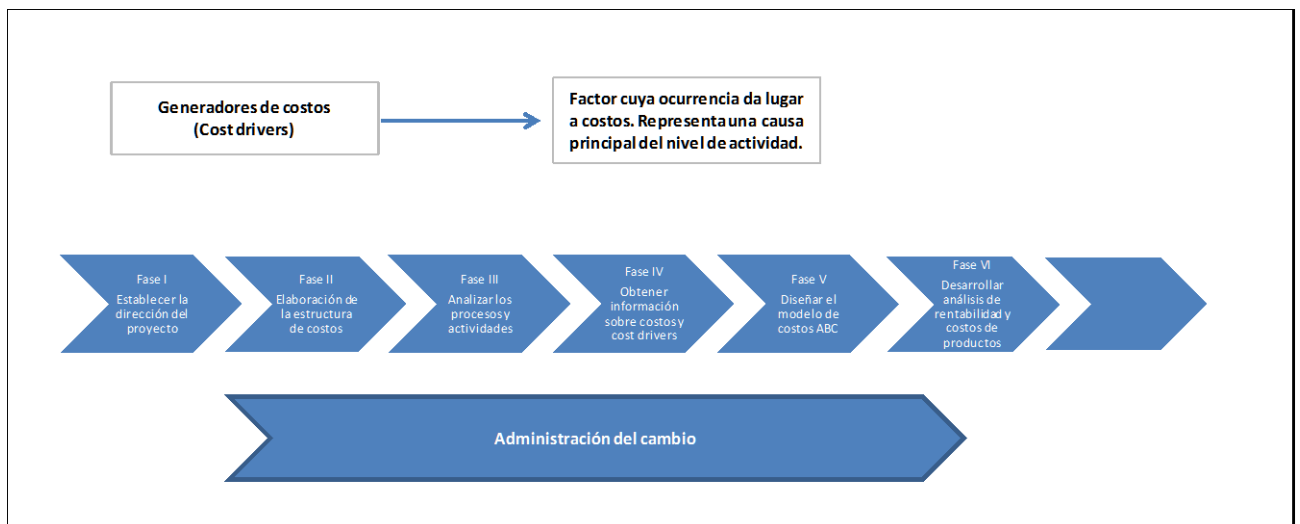 Generadores de costos
(Cost drivers)
Factor cuya ocurrencia da lugar
a costos. Representa una causa
principal del nivel de actividad.
Fase I
Establecer la
dirección del
proyecto
Fase II
Elaboración de
la estructura
de costos
Fase III
Analizar los
procesos y
actividades
Fase IV
Obtener
información
sobre costos y
cost drivers
Fase V
Diseñar el
modelo de
costos ABC
Fase VI
Desarrollar
análisis de
rentabilidad y
costos de
productos
Administración del cambio